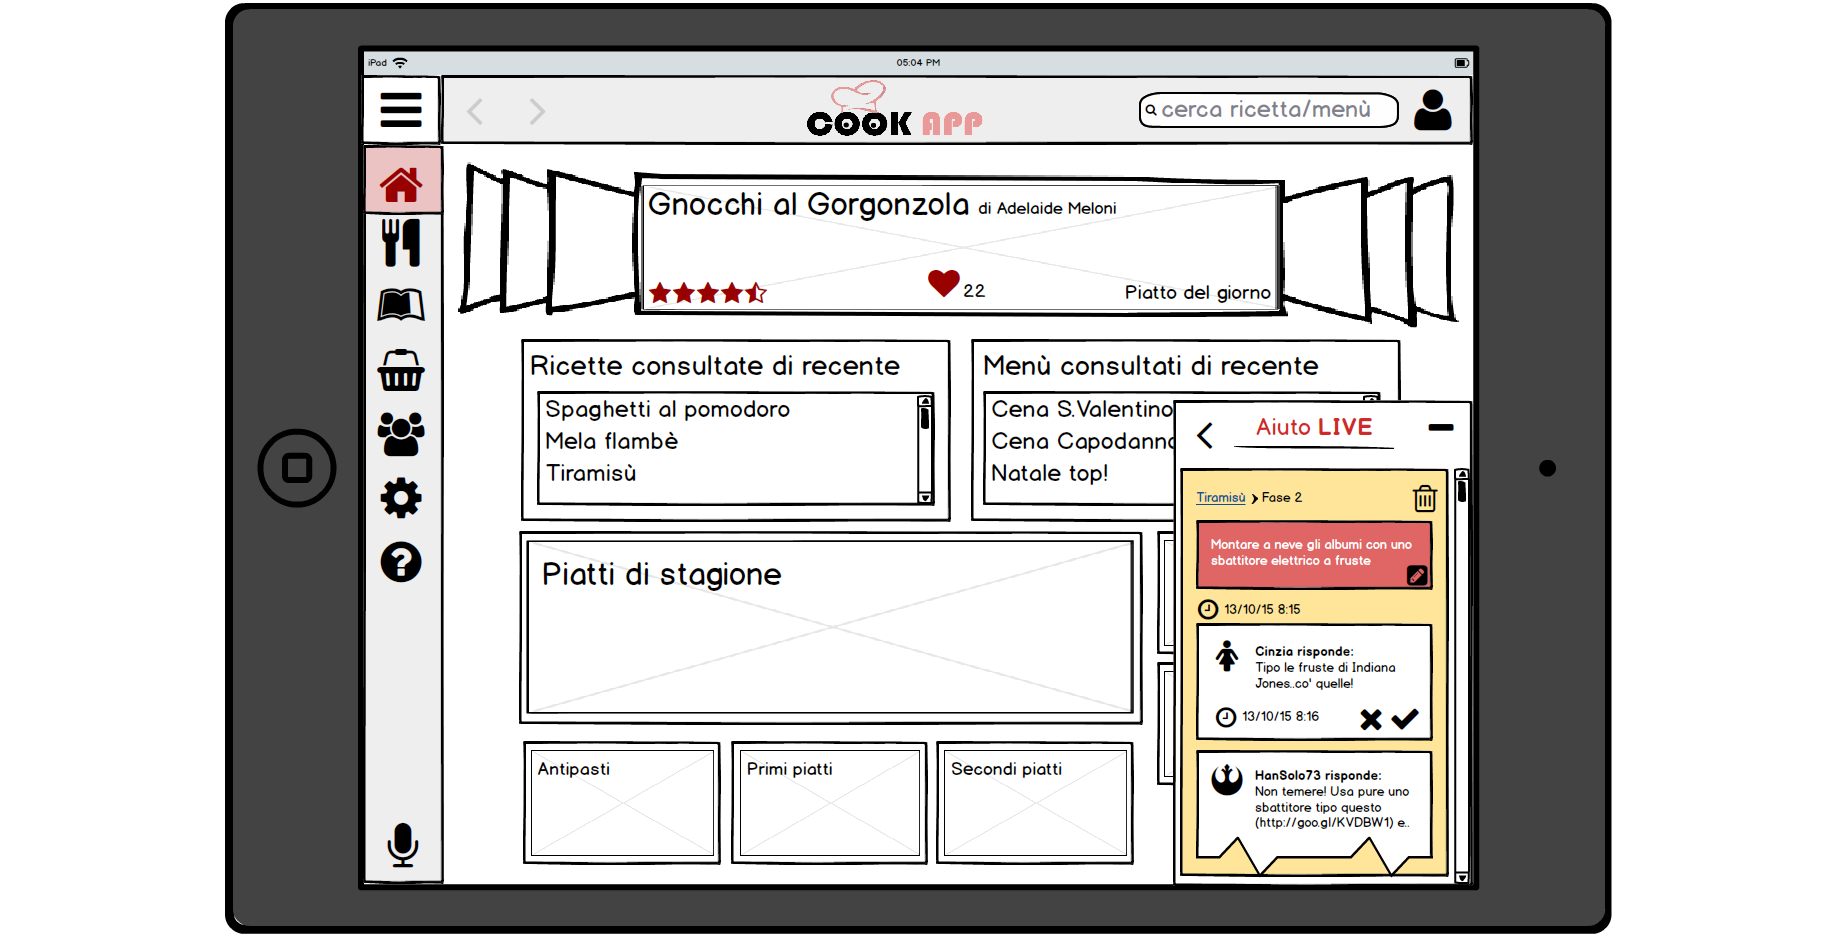 iPad
05:04 PM
COOK APP
cerca ricetta/menù
Gnocchi al Gorgonzola di Adelaide Meloni
22
Piatto del giorno
Ricette consultate di recente
Spaghetti al pomodoro
Mela flambè
Tiramisù
Menù consultati di recente
Cena S.Valentino
Cena Capodanno
Natale top!
Piatti di stagione
Antipasti
Primi piatti
Secondi piatti
Aiuto LIVE
Tiramisù Fase 2
Montare a neve gli albumi con uno
sbattitore elettrico a fruste
13/10/15 8:15
Cinzia risponde:
Tipo le fruste di Indiana
Jones..co' quelle!
13/10/15 8:16
HanSolo73 risponde:
Non temere! Usa pure uno
sbattitore tipo questo
(http://goo.gl/KVDBW1) e..